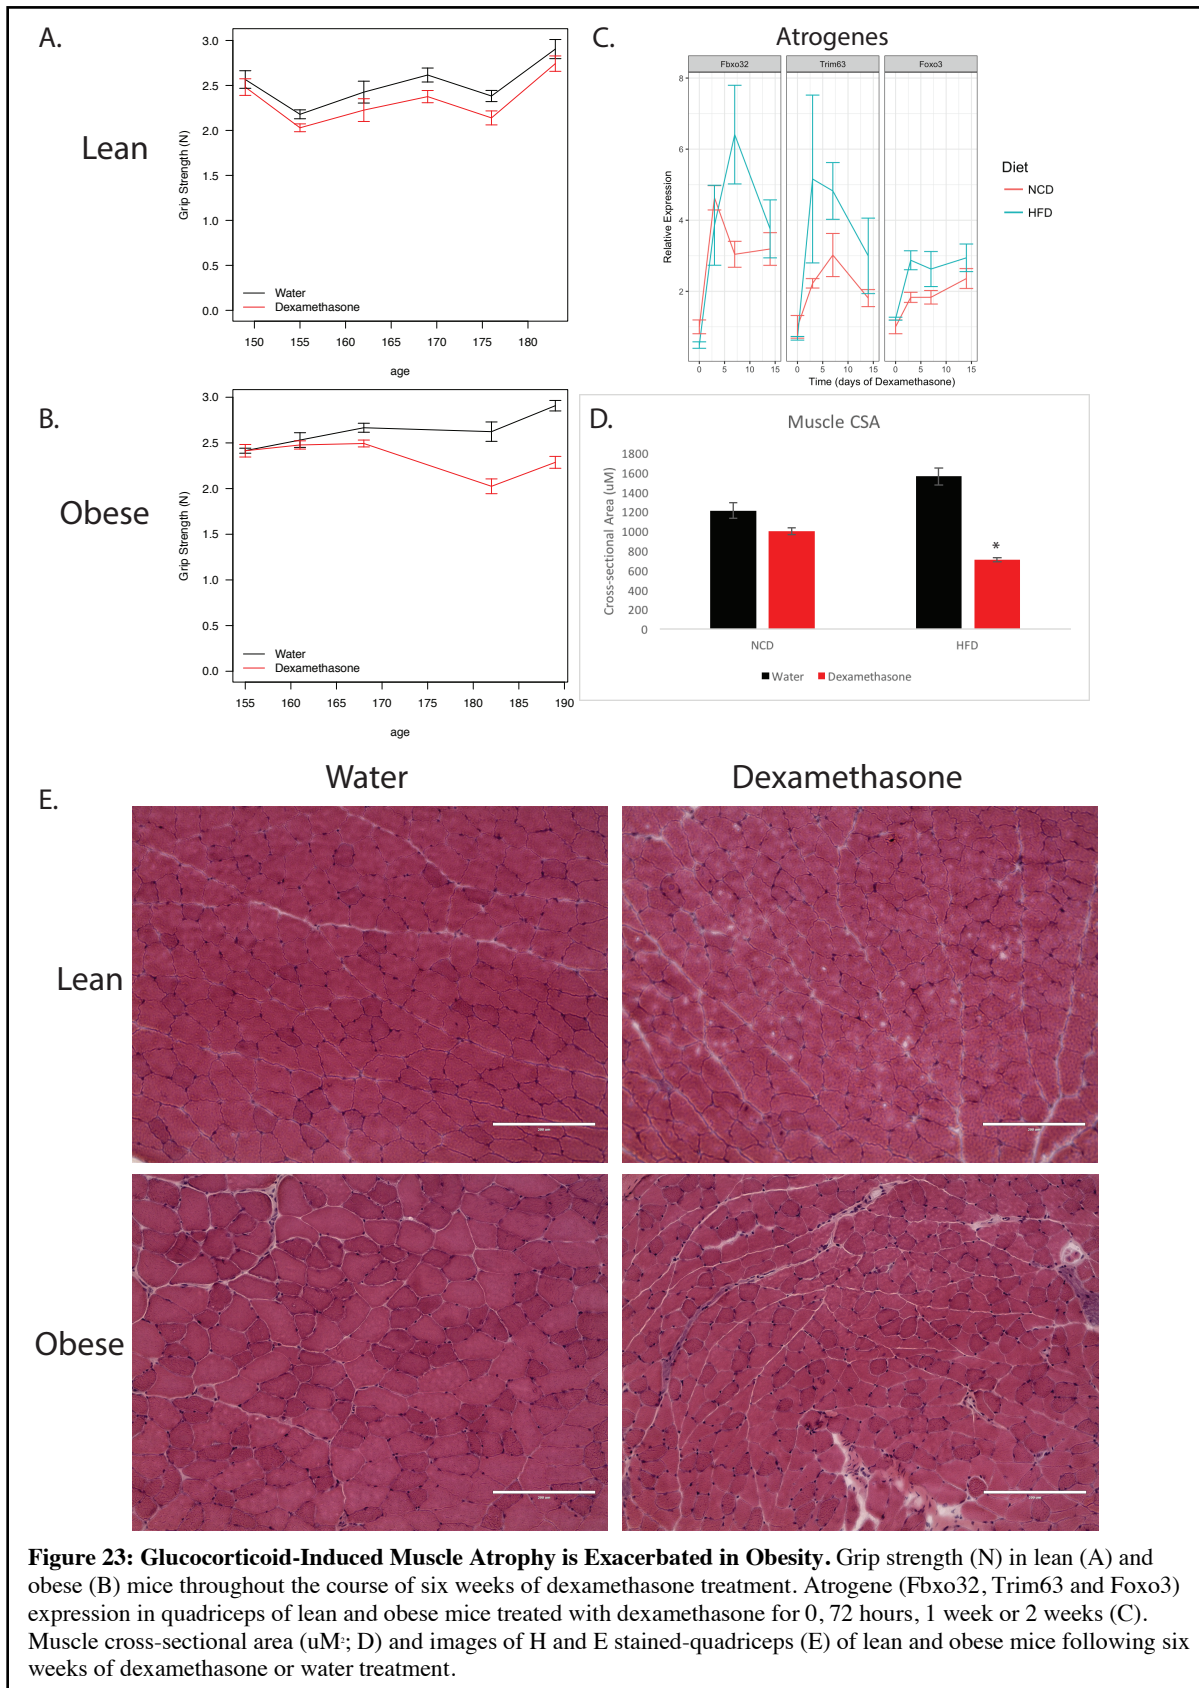 A.
Lean
Grip Strength (N)
3.0
2.5
2.0
1.5
1.0
0.5
0.0
Water
Dexamethasone
150 155 160 165 170 175 180
age
C.
Atrogenes
Fbxo32 Trim63 Foxo3
Relative Expression
8
6
4
2
0 5 10 15 0 5 10 15 0 5 10 15
Time (days of Dexamethasone)
Diet
NCD
HFD
B.
Obese
Grip Strength (N)
3.0
2.5
2.0
1.5
1.0
0.5
0.0
Water
Dexamethasone
155 160 165 170 175 180 185 190
age
D.
Muscle CSA
Cross-sectional Area (uM)
1800
1600
1400
1200
1000
800
600
400
200
0
*
NCD HFD
Water Dexamethasone
E.
Water Dexamethasone
Lean
Obese
Figure 23: Glucocorticoid-Induced Muscle Atrophy is Exacerbated in Obesity. Grip strength (N) in lean (A) and
obese (B) mice throughout the course of six weeks of dexamethasone treatment. Atrogene (Fbxo32, Trim63 and Foxo3)
expression in quadriceps of lean and obese mice treated with dexamethasone for 0, 72 hours, 1 week or 2 weeks (C).
Muscle cross-sectional area (uM²; D) and images of H and E stained-quadriceps (E) of lean and obese mice following six
weeks of dexamethasone or water treatment.